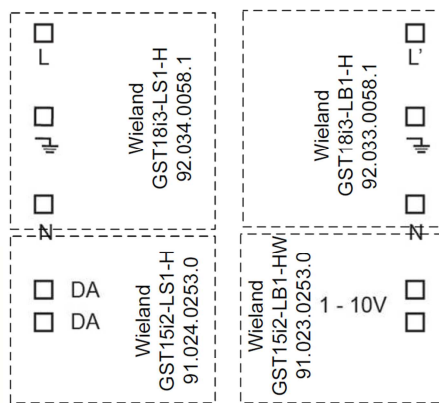 L
Wieland
GST18i3-LS1-H
92.034.0058.1
N
L'
Wieland
GST18i3-LB1-H
92.033.0058.1
N
DA
DA
Wieland
GST15i2-LS1-H
91.024.0253.0
Wieland
GST15i2-LB1-HW
91.023.0253.0
1 - 10V